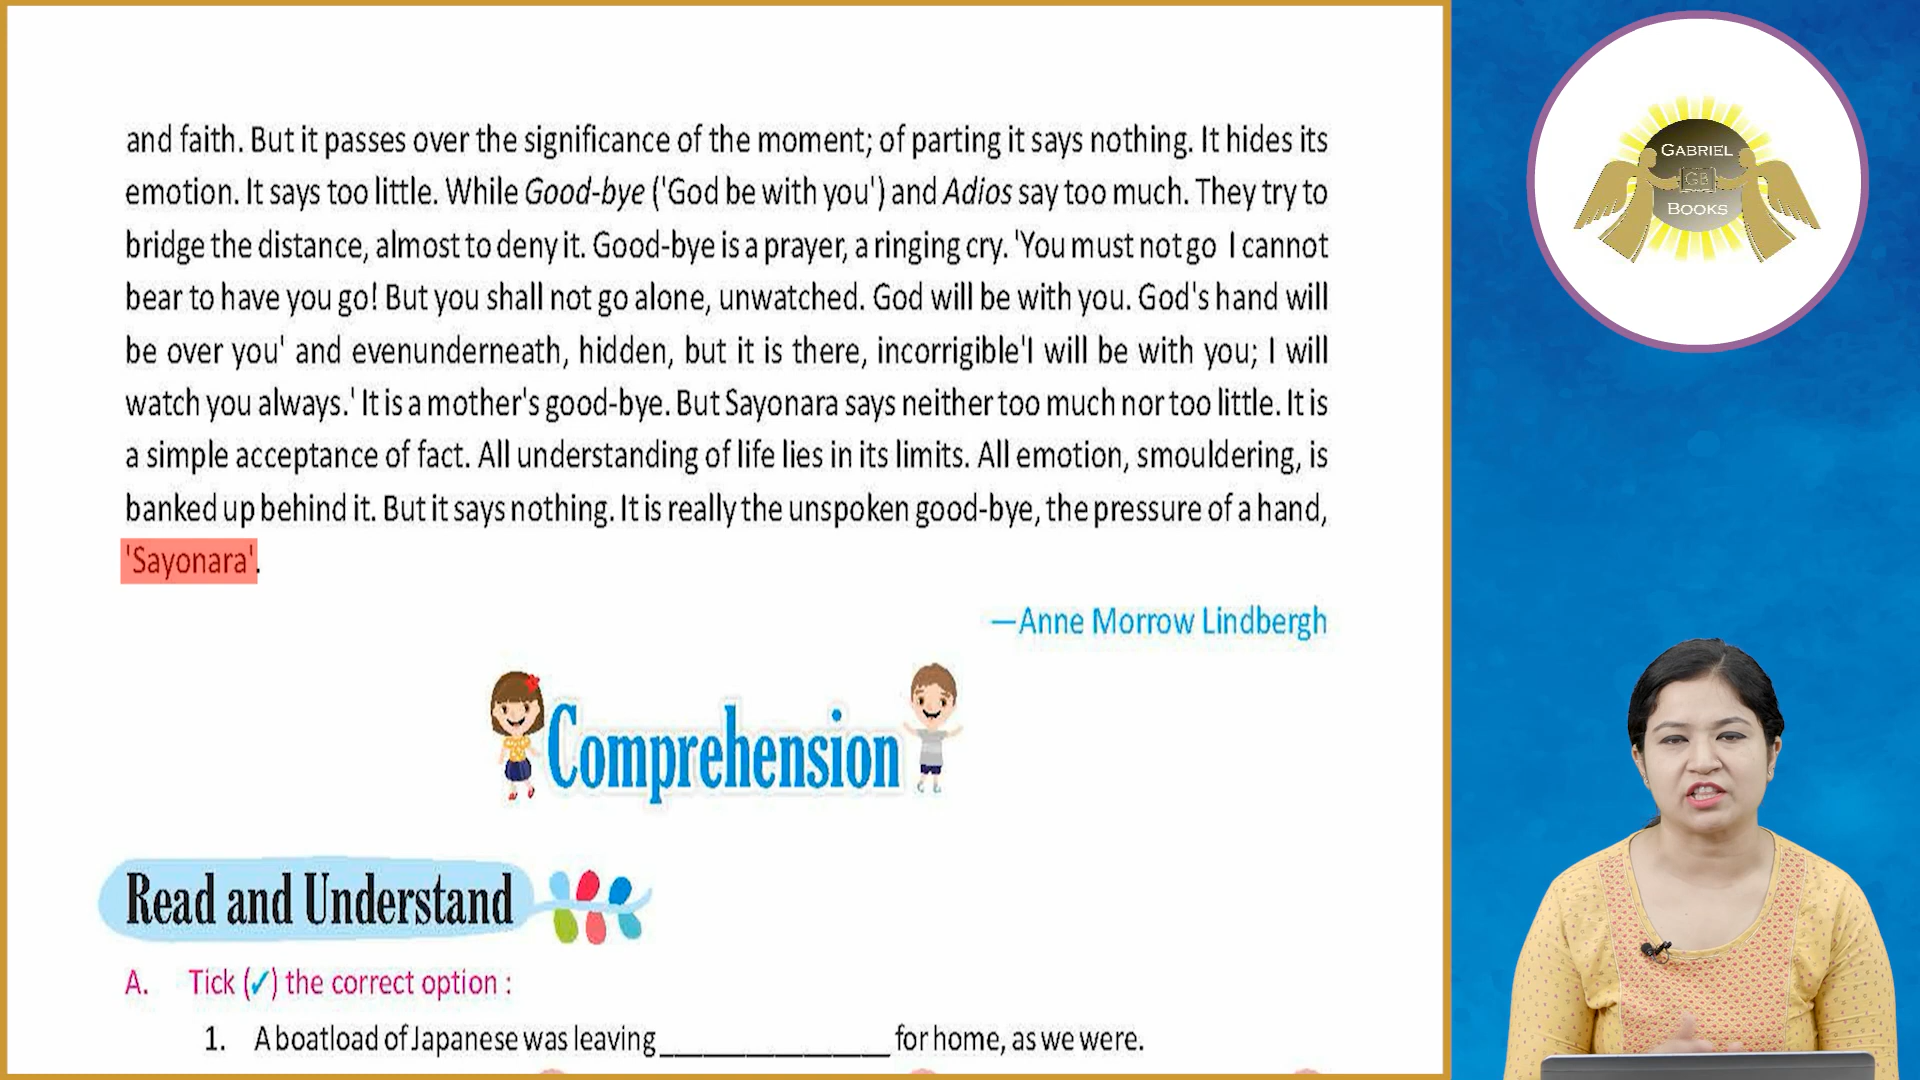 and faith. But it passes over the significance of the moment; of parting it says nothing. It hides its
emotion. It says too little. While Good-bye ('God be with you') and Adios say too much. They try to
bridge the distance, almost to deny it. Good-bye is a prayer, a ringing cry. 'You must not go I cannot
bear to have you go! But you shall not go alone, unwatched. God will be with you. God's hand will
be over you' and evenunderneath, hidden, but it is there, incorrigible'I will be with you; I will
watch you always.' It is a mother's good-bye. But Sayonara says neither too much nor too little. It is
a simple acceptance of fact. All understanding of life lies in its limits. All emotion, smouldering, is
banked up behind it. But it says nothing. It is really the unspoken good-bye, the pressure of a hand,
'Sayonara'.
—Anne Morrow Lindbergh
Comprehension
Read and Understand
A. Tick (✓) the correct option :
1. A boatload of Japanese was leaving ________________ for home, as we were.
GABRIEL
GB
BOOKS